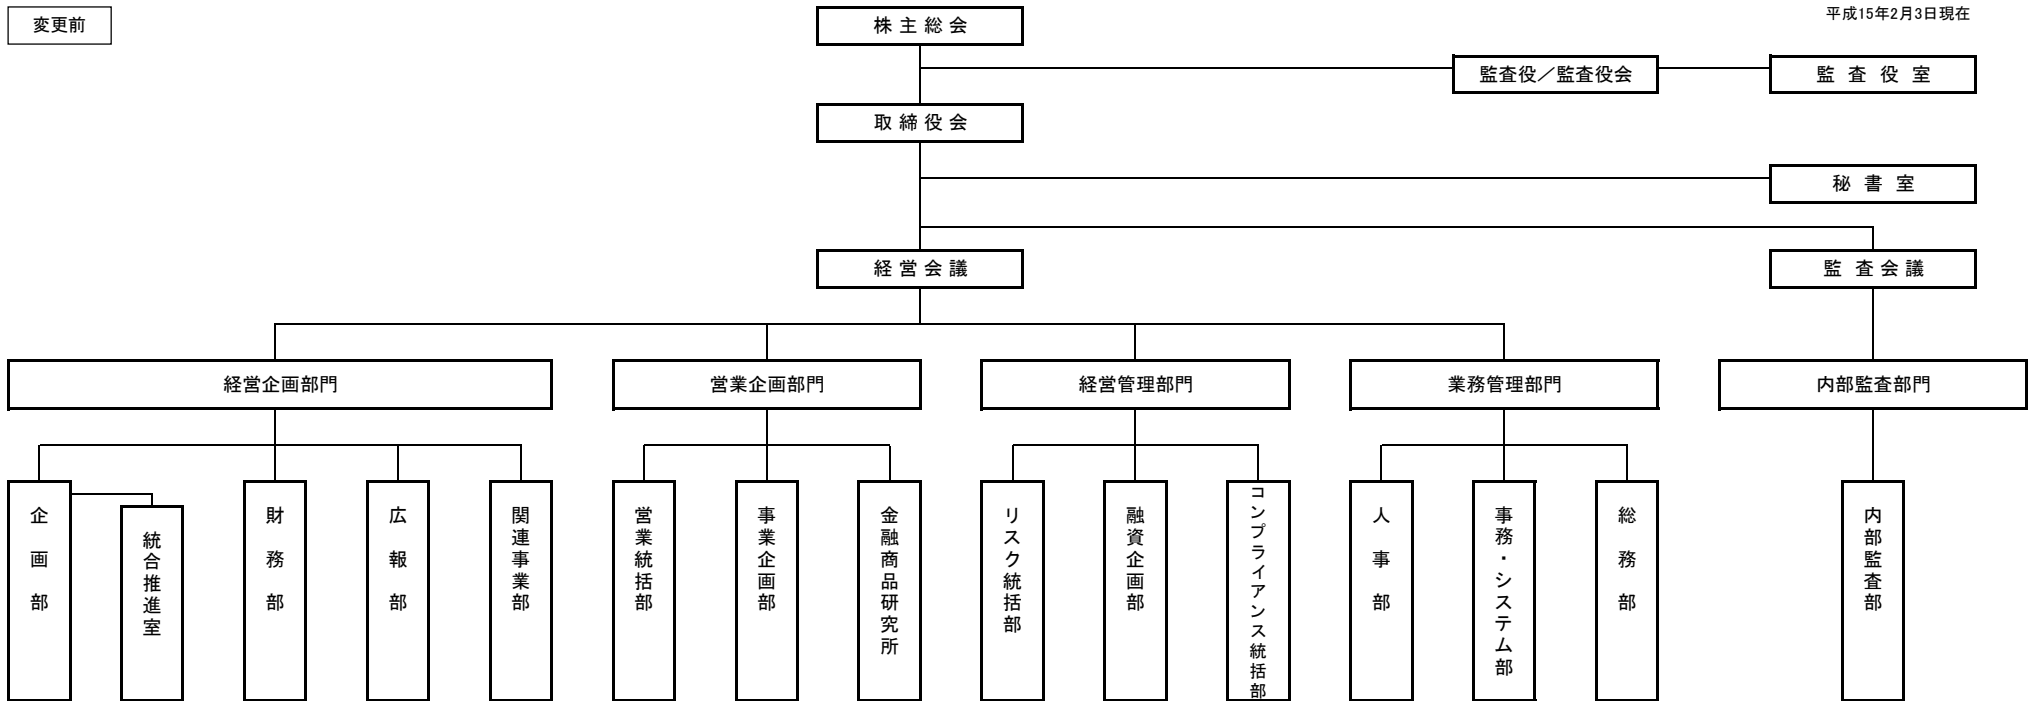 変更前
平成15年2月3日現在
株主総会
監査役／監査役会
監査役室
取締役会
秘書室
経営会議
監査会議
経営企画部門
営業企画部門
経営管理部門
業務管理部門
内部監査部門
企画部
統合推進室
財務部
広報部
関連事業部
営業統括部
事業企画部
金融商品研究所
リスク統括部
融資企画部
コンプライアンス統括部
人事部
事務・システム部
総務部
内部監査部